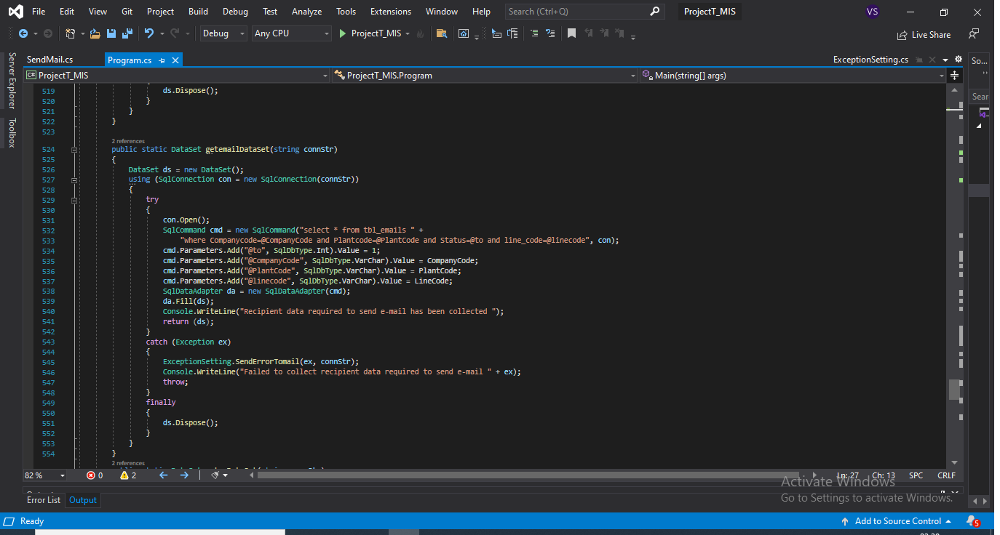 File Edit View Git Project Build Debug Test Analyze Tools Extensions Window Help Search (Ctrl+Q) ProjectT_MIS VS
Debug Any CPU ProjectT_MIS Live Share
Server Explorer
Toolbox
SendMail.cs Program.cs ExceptionSetting.cs So...
ProjectT_MIS ProjectT_MIS.Program Main(string[] args)
Sear
519 ds.Dispose();
520 }
521 }
522 }
523
2 references
524 public static DataSet getemailDataSet(string connStr)
525 {
526 DataSet ds = new DataSet();
527 using (SqlConnection con = new SqlConnection(connStr))
528 {
529 try
530 {
531 con.Open();
532 SqlCommand cmd = new SqlCommand("select * from tbl_emails " +
533 "where Companycode=@CompanyCode and Plantcode=@PlantCode and Status=@to and line_code=@linecode", con);
534 cmd.Parameters.Add("@to", SqlDbType.Int).Value = 1;
535 cmd.Parameters.Add("@CompanyCode", SqlDbType.VarChar).Value = CompanyCode;
536 cmd.Parameters.Add("@PlantCode", SqlDbType.VarChar).Value = PlantCode;
537 cmd.Parameters.Add("@linecode", SqlDbType.VarChar).Value = LineCode;
538 SqlDataAdapter da = new SqlDataAdapter(cmd);
539 da.Fill(ds);
540 Console.WriteLine("Recipient data required to send e-mail has been collected ");
541 return (ds);
542 }
543 catch (Exception ex)
544 {
545 ExceptionSetting.SendErrorTomail(ex, connStr);
546 Console.WriteLine("Failed to collect recipient data required to send e-mail " + ex);
547 throw;
548 }
549 finally
550 {
551 ds.Dispose();
552 }
553 }
554 }
2 references
82 % 0 2 Ln: 27 Ch: 13 SPC CRLF
Activate Windows
Go to Settings to activate Windows.
Error List Output
Ready Add to Source Control 5